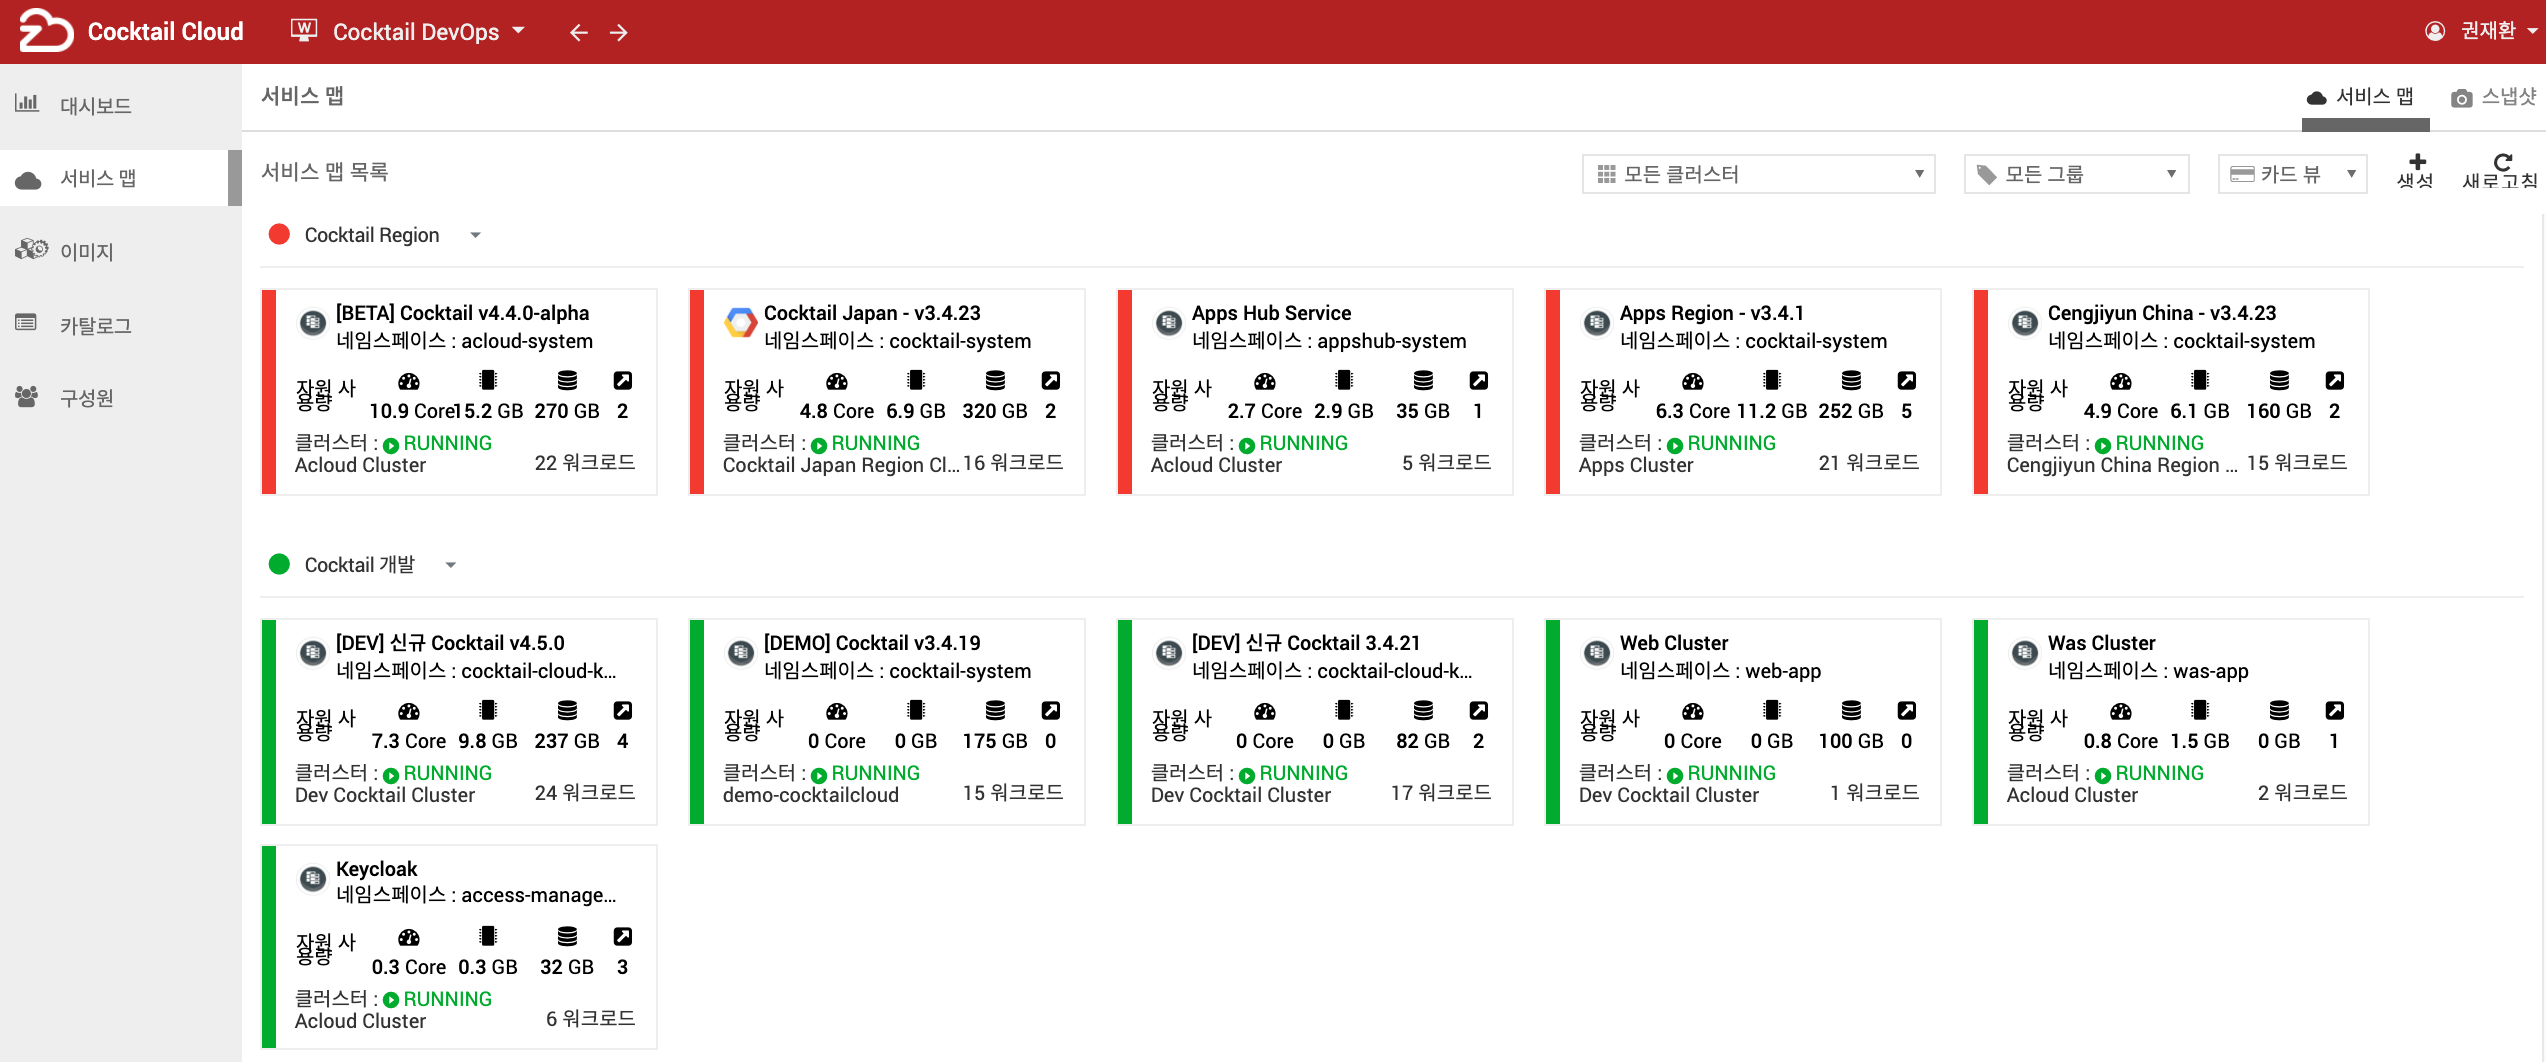 Cocktail Cloud
Cocktail DevOps
권재환
대시보드
서비스 맵
이미지
카탈로그
구성원
서비스 맵
서비스 맵
스냅샷
서비스 맵 목록
모든 클러스터
모든 그룹
카드 뷰
생성
새로고침
Cocktail Region
[BETA] Cocktail v4.4.0-alpha
네임스페이스 : acloud-system
자원 사
용량
10.9 Core 15.2 GB 270 GB 2
클러스터 : RUNNING
Acloud Cluster
22 워크로드
Cocktail Japan - v3.4.23
네임스페이스 : cocktail-system
자원 사
용량
4.8 Core 6.9 GB 320 GB 2
클러스터 : RUNNING
Cocktail Japan Region Cl...
16 워크로드
Apps Hub Service
네임스페이스 : appshub-system
자원 사
용량
2.7 Core 2.9 GB 35 GB 1
클러스터 : RUNNING
Acloud Cluster
5 워크로드
Apps Region - v3.4.1
네임스페이스 : cocktail-system
자원 사
용량
6.3 Core 11.2 GB 252 GB 5
클러스터 : RUNNING
Apps Cluster
21 워크로드
Cengjiyun China - v3.4.23
네임스페이스 : cocktail-system
자원 사
용량
4.9 Core 6.1 GB 160 GB 2
클러스터 : RUNNING
Cengjiyun China Region ...
15 워크로드
Cocktail 개발
[DEV] 신규 Cocktail v4.5.0
네임스페이스 : cocktail-cloud-k...
자원 사
용량
7.3 Core 9.8 GB 237 GB 4
클러스터 : RUNNING
Dev Cocktail Cluster
24 워크로드
[DEMO] Cocktail v3.4.19
네임스페이스 : cocktail-system
자원 사
용량
0 Core 0 GB 175 GB 0
클러스터 : RUNNING
demo-cocktailcloud
15 워크로드
[DEV] 신규 Cocktail 3.4.21
네임스페이스 : cocktail-cloud-k...
자원 사
용량
0 Core 0 GB 82 GB 2
클러스터 : RUNNING
Dev Cocktail Cluster
17 워크로드
Web Cluster
네임스페이스 : web-app
자원 사
용량
0 Core 0 GB 100 GB 0
클러스터 : RUNNING
Dev Cocktail Cluster
1 워크로드
Was Cluster
네임스페이스 : was-app
자원 사
용량
0.8 Core 1.5 GB 0 GB 1
클러스터 : RUNNING
Acloud Cluster
2 워크로드
Keycloak
네임스페이스 : access-manage...
자원 사
용량
0.3 Core 0.3 GB 32 GB 3
클러스터 : RUNNING
Acloud Cluster
6 워크로드